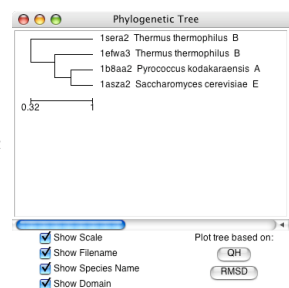 Phylogenetic Tree
1sera2 Thermus thermophilus B
1efwa3 Thermus thermophilus B
1b8aa2 Pyrococcus kodakaraensis A
1asza2 Saccharomyces cerevisiae E
0.32 1
Show Scale
Show Filename
Show Species Name
Show Domain
Plot tree based on:
QH
RMSD